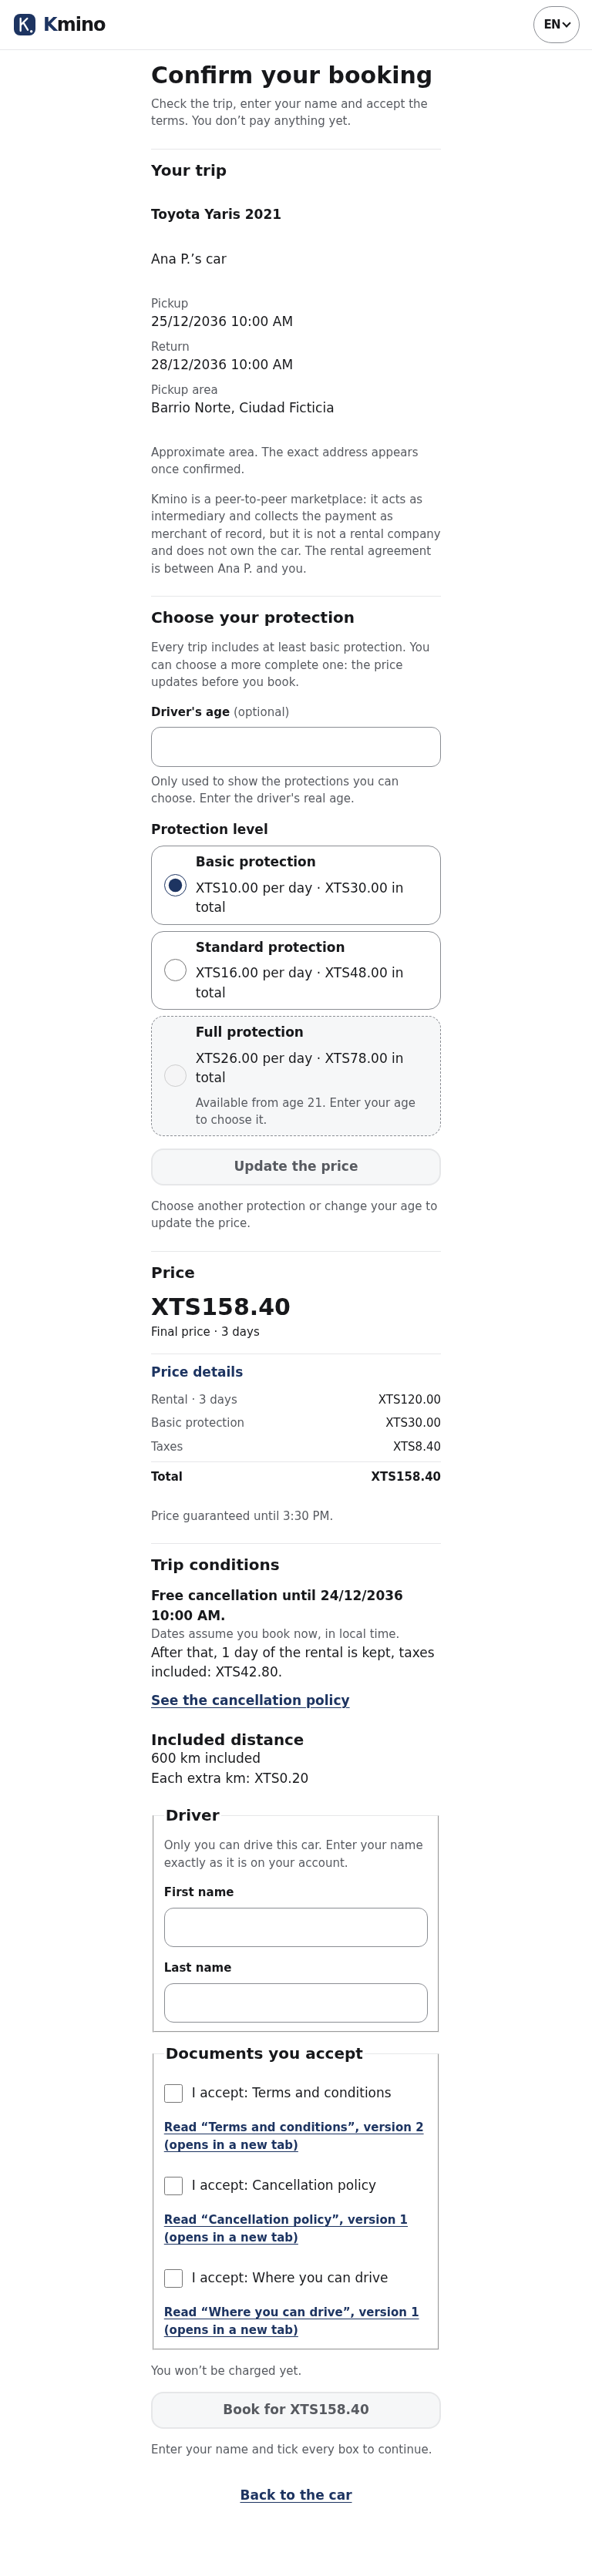 Kmino
EN
Confirm your booking
Check the trip, enter your name and accept the
terms. You don’t pay anything yet.
Your trip
Toyota Yaris 2021
Ana P.’s car
Pickup
25/12/2036 10:00 AM
Return
28/12/2036 10:00 AM
Pickup area
Barrio Norte, Ciudad Ficticia
Approximate area. The exact address appears
once confirmed.
Kmino is a peer-to-peer marketplace: it acts as
intermediary and collects the payment as
merchant of record, but it is not a rental company
and does not own the car. The rental agreement
is between Ana P. and you.
Choose your protection
Every trip includes at least basic protection. You
can choose a more complete one: the price
updates before you book.
Driver's age (optional)
Only used to show the protections you can
choose. Enter the driver's real age.
Protection level
Basic protection
XTS10.00 per day · XTS30.00 in
total
Standard protection
XTS16.00 per day · XTS48.00 in
total
Full protection
XTS26.00 per day · XTS78.00 in
total
Available from age 21. Enter your age
to choose it.
Update the price
Choose another protection or change your age to
update the price.
Price
XTS158.40
Final price · 3 days
Price details
Rental · 3 days XTS120.00
Basic protection XTS30.00
Taxes XTS8.40
Total XTS158.40
Price guaranteed until 3:30 PM.
Trip conditions
Free cancellation until 24/12/2036
10:00 AM.
Dates assume you book now, in local time.
After that, 1 day of the rental is kept, taxes
included: XTS42.80.
See the cancellation policy
Included distance
600 km included
Each extra km: XTS0.20
Driver
Only you can drive this car. Enter your name
exactly as it is on your account.
First name
Last name
Documents you accept
I accept: Terms and conditions
Read “Terms and conditions”, version 2
(opens in a new tab)
I accept: Cancellation policy
Read “Cancellation policy”, version 1
(opens in a new tab)
I accept: Where you can drive
Read “Where you can drive”, version 1
(opens in a new tab)
You won’t be charged yet.
Book for XTS158.40
Enter your name and tick every box to continue.
Back to the car